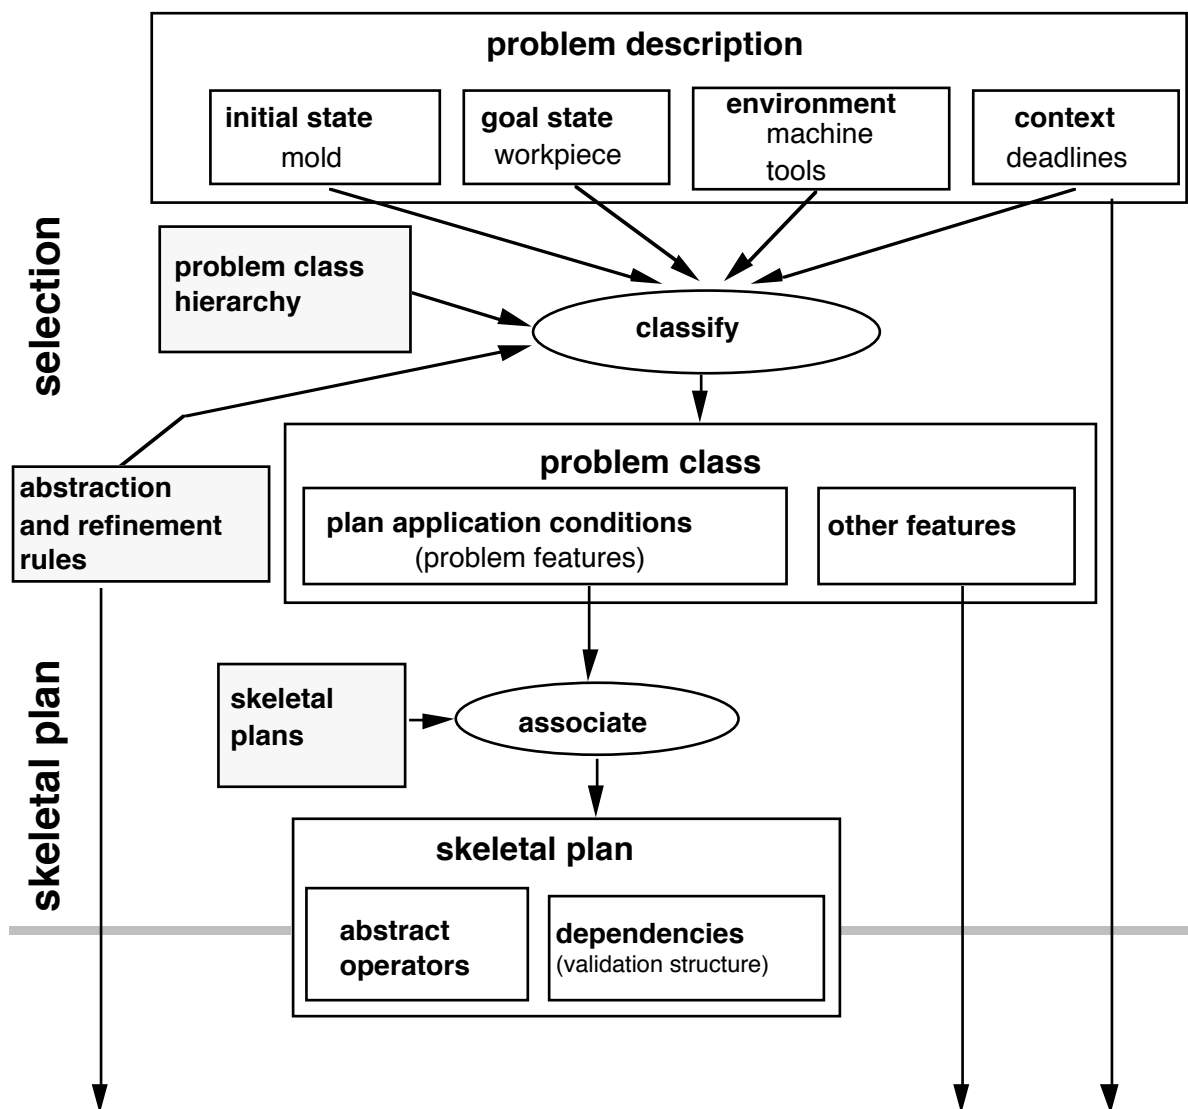 problem description
initial state
mold
goal state
workpiece
environment
machine
tools
context
deadlines
selection
problem class
hierarchy
classify
abstraction
and refinement
rules
problem class
plan application conditions
(problem features)
other features
skeletal plan
skeletal
plans
associate
skeletal plan
abstract
operators
dependencies
(validation structure)